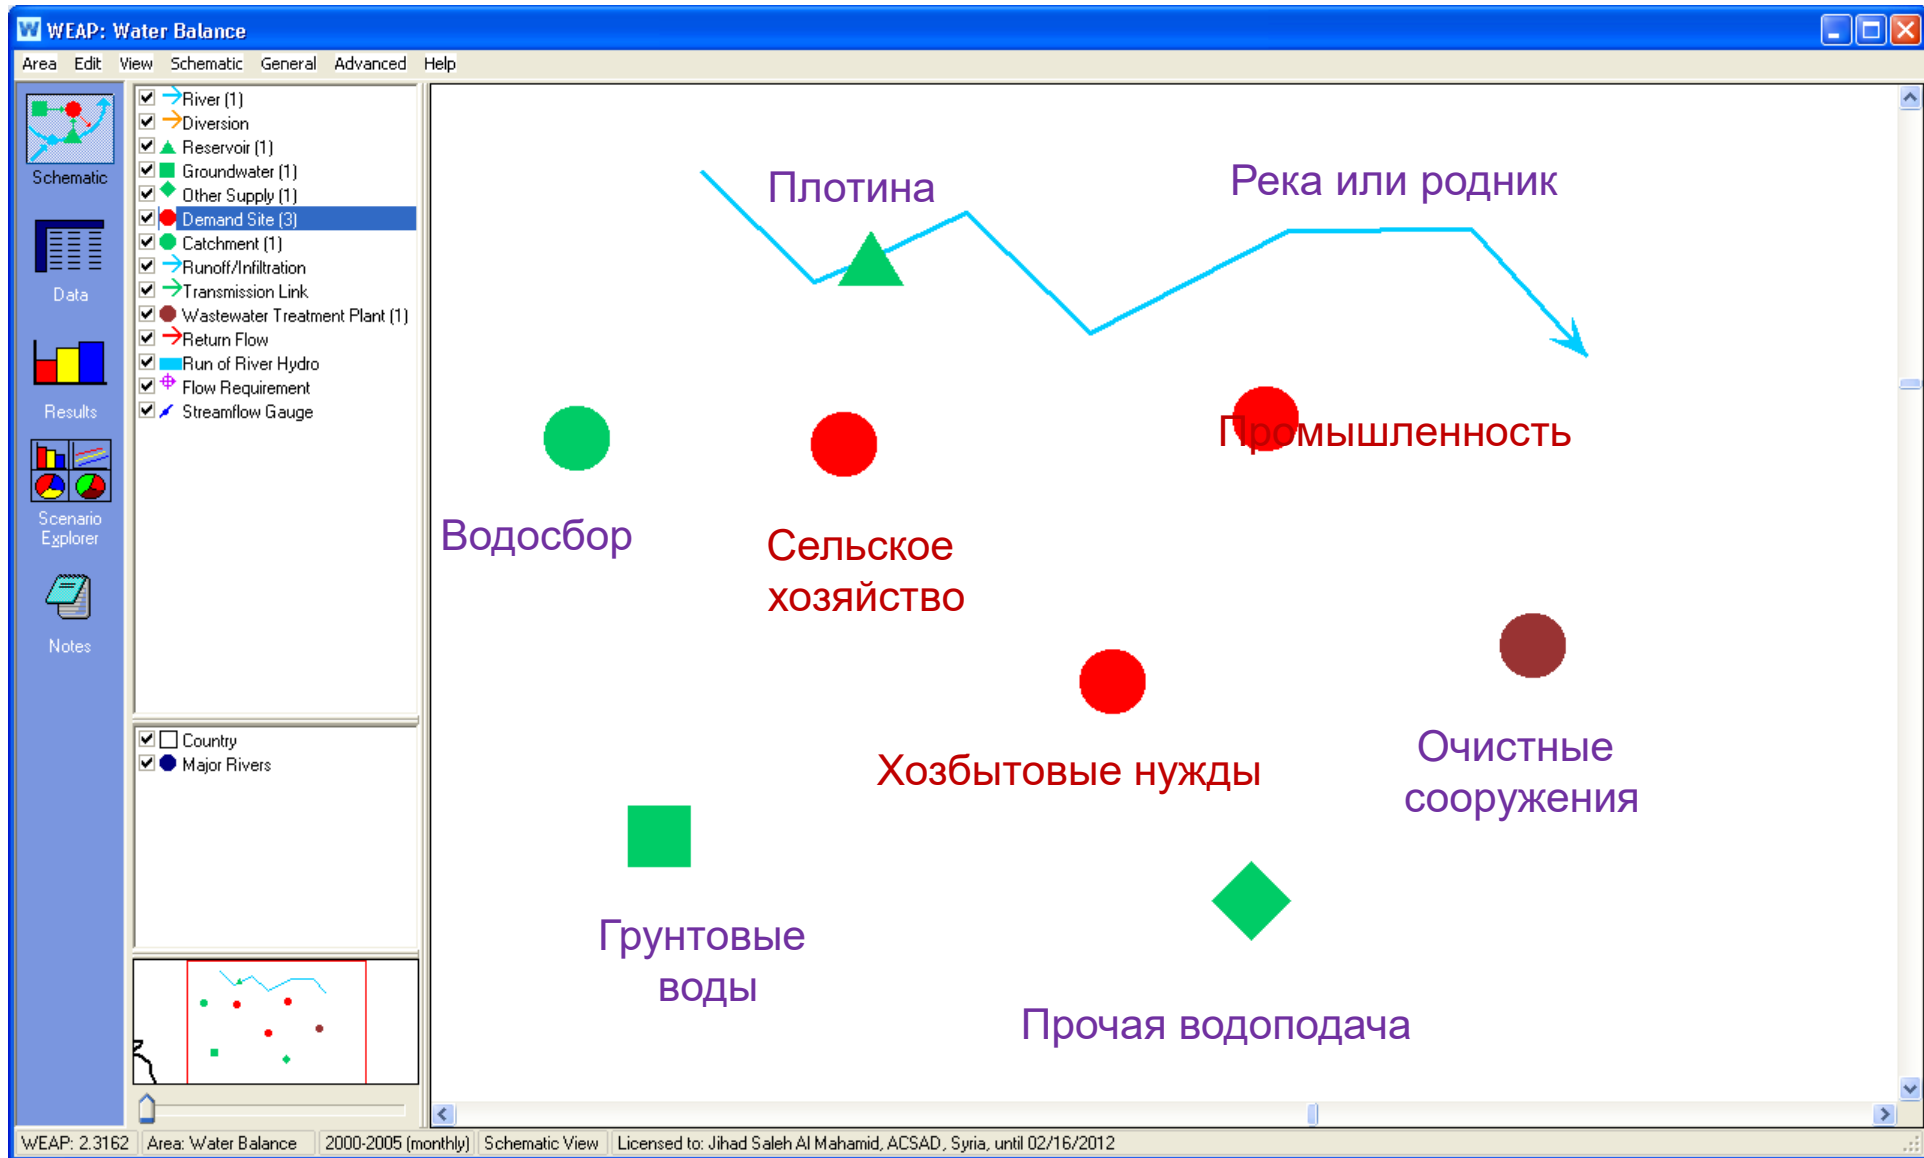 WEAP: Water Balance
Area Edit View Schematic General Advanced Help
Schematic
Data
Results
Scenario
Explorer
Notes
River (1)
Diversion
Reservoir (1)
Groundwater (1)
Other Supply (1)
Demand Site (3)
Catchment (1)
Runoff/Infiltration
Transmission Link
Wastewater Treatment Plant (1)
Return Flow
Run of River Hydro
Flow Requirement
Streamflow Gauge
Country
Major Rivers
Плотина
Река или родник
Промышленность
Водосбор
Сельское
хозяйство
Хозбытовые нужды
Очистные
сооружения
Грунтовые
воды
Прочая водоподача
WEAP: 2.3162 Area: Water Balance 2000-2005 (monthly) Schematic View Licensed to: Jihad Saleh Al Mahamid, ACSAD, Syria, until 02/16/2012